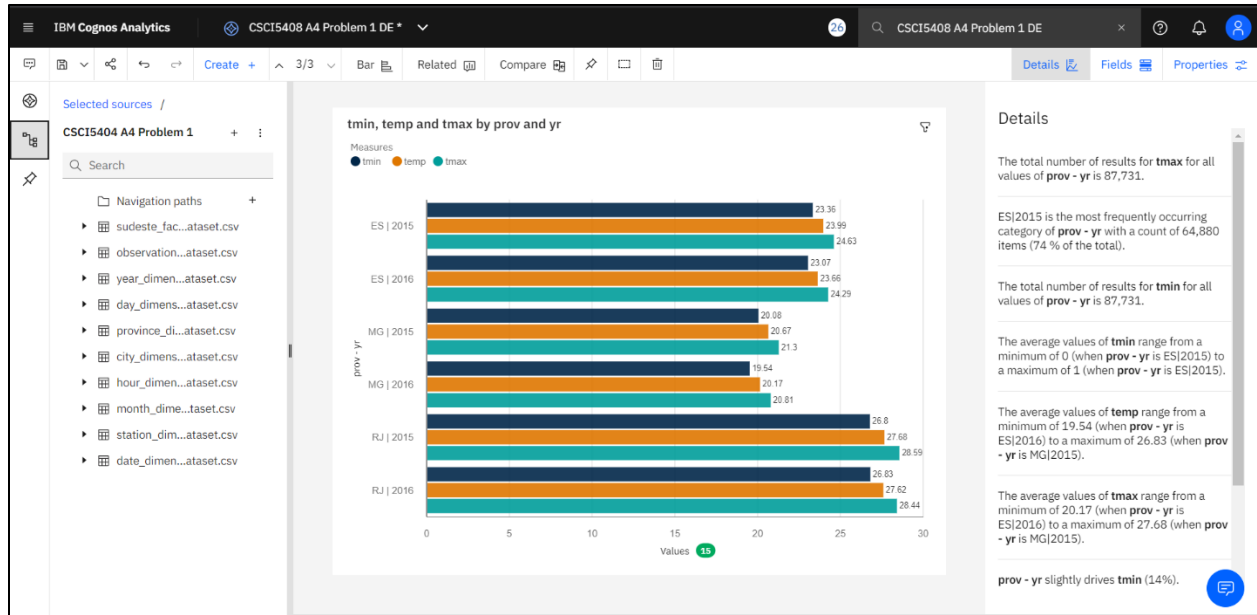 IBM Cognos Analytics
CSCI5408 A4 Problem 1 DE *
26
CSCI5408 A4 Problem 1 DE
Create +
3/3
Bar
Related
Compare
Details
Fields
Properties
Selected sources /
CSCI5404 A4 Problem 1
Search
Navigation paths
sudeste_fac...ataset.csv
observation...ataset.csv
year_dimen...ataset.csv
day_dimens...ataset.csv
province_di...ataset.csv
city_dimens...ataset.csv
hour_dimen...ataset.csv
month_dime...taset.csv
station_dim...ataset.csv
date_dimen...ataset.csv
tmin, temp and tmax by prov and yr
Measures
tmin temp tmax
prov - yr
ES | 2015
23.36
23.99
24.63
ES | 2016
23.07
23.66
24.29
MG | 2015
20.08
20.67
21.3
MG | 2016
19.54
20.17
20.81
RJ | 2015
26.8
27.68
28.59
RJ | 2016
26.83
27.62
28.44
0 5 10 15 20 25 30
Values 15
Details
The total number of results for tmax for all
values of prov - yr is 87,731.
ES|2015 is the most frequently occurring
category of prov - yr with a count of 64,880
items (74 % of the total).
The total number of results for tmin for all
values of prov - yr is 87,731.
The average values of tmin range from a
minimum of 0 (when prov - yr is ES|2015) to
a maximum of 1 (when prov - yr is ES|2015).
The average values of temp range from a
minimum of 19.54 (when prov - yr is
ES|2016) to a maximum of 26.83 (when prov
- yr is MG|2015).
The average values of tmax range from a
minimum of 20.17 (when prov - yr is
ES|2016) to a maximum of 27.68 (when prov
- yr is MG|2015).
prov - yr slightly drives tmin (14%).